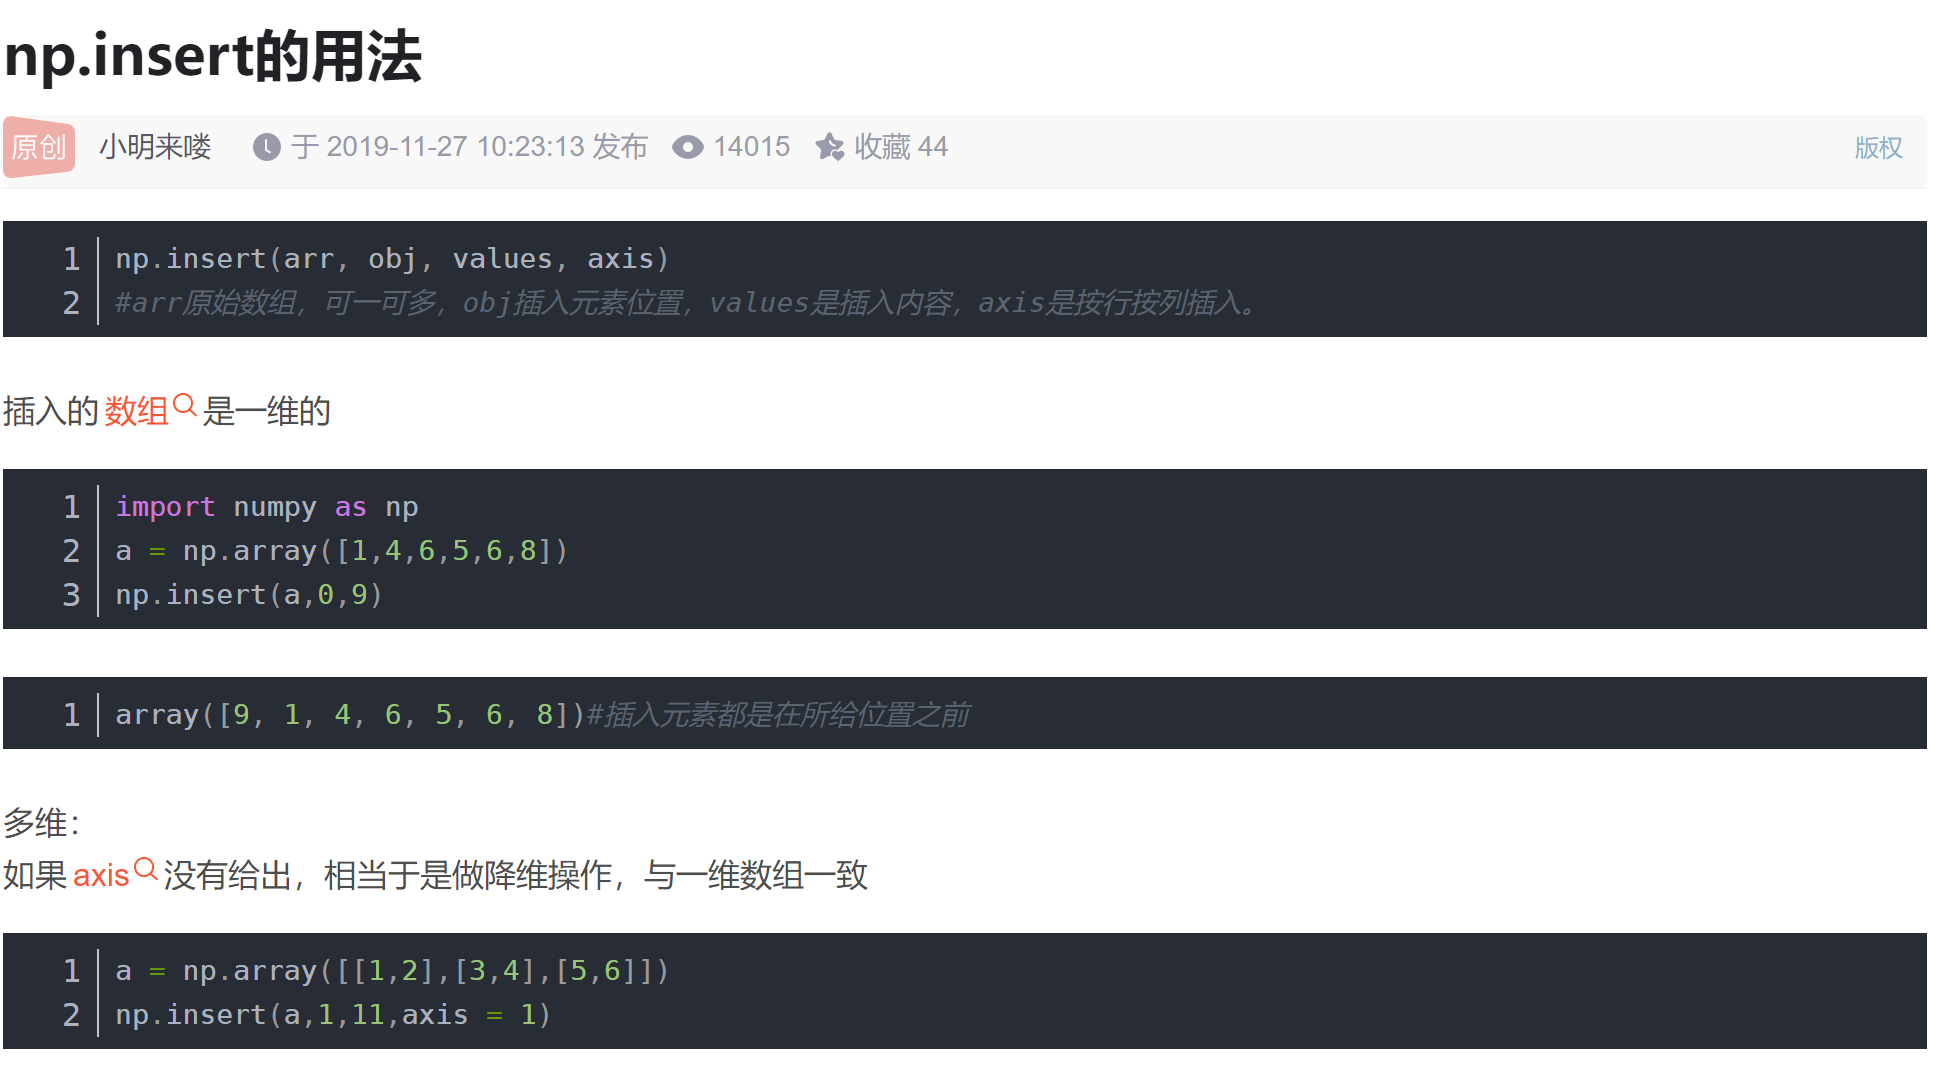 np.insert的用法
原创 小明来喽 于 2019-11-27 10:23:13 发布 14015 收藏 44 版权
1 np.insert(arr, obj, values, axis)
2 #arr原始数组，可一可多，obj插入元素位置，values是插入内容，axis是按行按列插入。
插入的 数组 是一维的
1 import numpy as np
2 a = np.array([1,4,6,5,6,8])
3 np.insert(a,0,9)
1 array([9, 1, 4, 6, 5, 6, 8])#插入元素都是在所给位置之前
多维：
如果 axis 没有给出，相当于是做降维操作，与一维数组一致
1 a = np.array([[1,2],[3,4],[5,6]])
2 np.insert(a,1,11,axis = 1)